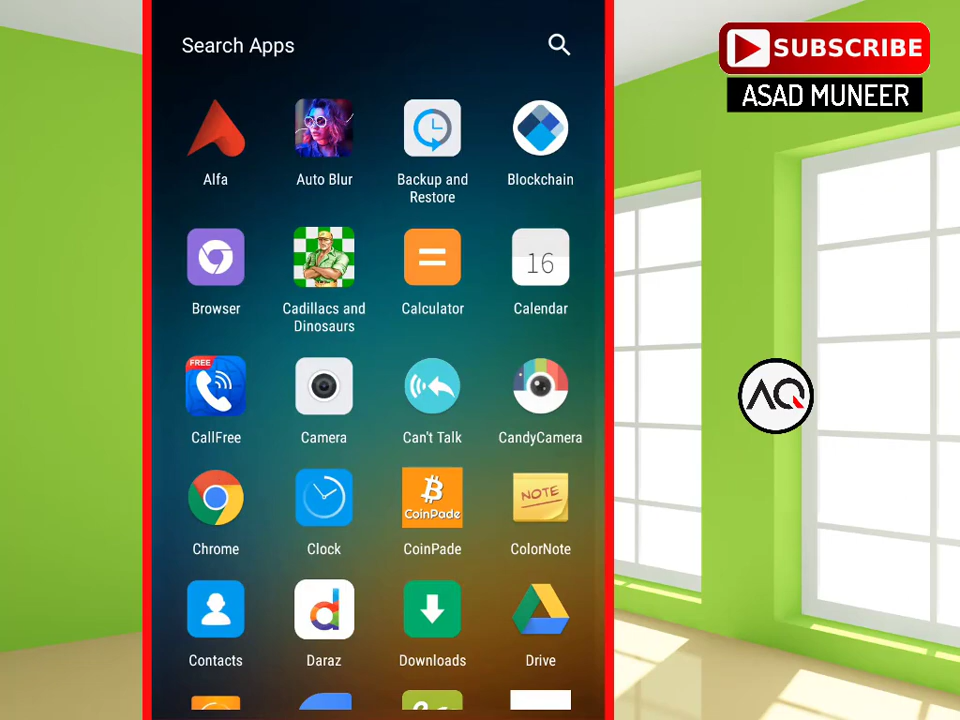 Search Apps
SUBSCRIBE
ASAD MUNEER
Alfa
Auto Blur
Backup and
Restore
Blockchain
16
Browser
Cadillacs and
Dinosaurs
Calculator
Calendar
FREE
CallFree
Camera
Can't Talk
CandyCamera
AQ
CoinPade
NOTE
Chrome
Clock
CoinPade
ColorNote
d
Contacts
Daraz
Downloads
Drive